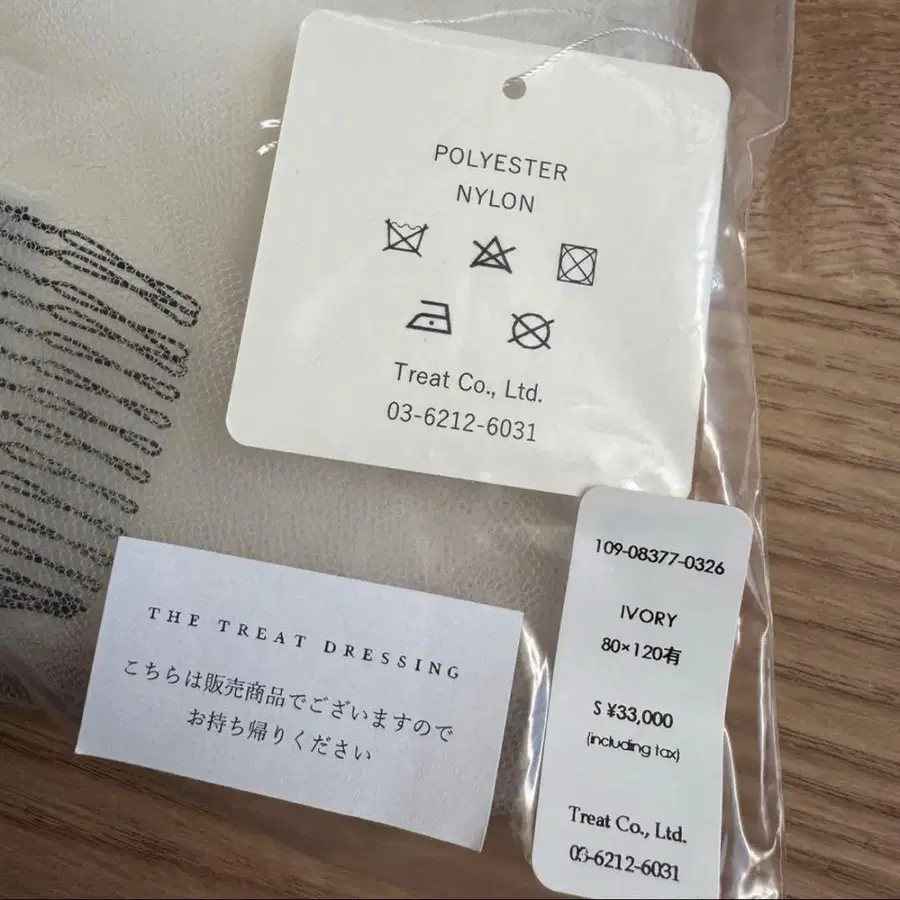 POLYESTER
NYLON
Treat Co., Ltd.
03-6212-6031
THE TREAT DRESSING
こちらは販売商品でございますので
お持ち帰りください
109-08377-0326
IVORY
80×120有
S ¥33,000
(including tax)
Treat Co., Ltd.
03-6212-6031